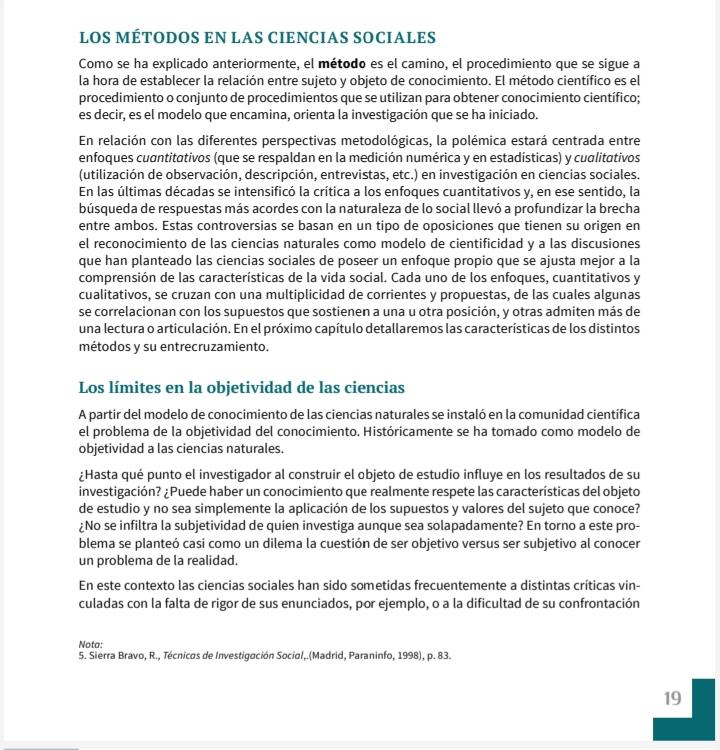 LOS MÉTODOS EN LAS CIENCIAS SOCIALES
Como se ha explicado anteriormente, el método es el camino, el procedimiento que se sigue a
la hora de establecer la relación entre sujeto y objeto de conocimiento. El método científico es el
procedimiento o conjunto de procedimientos que se utilizan para obtener conocimiento científico;
es decir, es el modelo que encamina, orienta la investigación que se ha iniciado.
En relación con las diferentes perspectivas metodológicas, la polémica estará centrada entre
enfoques cuantitativos (que se respaldan en la medición numérica y en estadísticas) y cualitativos
(utilización de observación, descripción, entrevistas, etc.) en investigación en ciencias sociales.
En las últimas décadas se intensificó la crítica a los enfoques cuantitativos y, en ese sentido, la
búsqueda de respuestas más acordes con la naturaleza de lo social llevó a profundizar la brecha
entre ambos. Estas controversias se basan en un tipo de oposiciones que tienen su origen en
el reconocimiento de las ciencias naturales como modelo de cientificidad y a las discusiones
que han planteado las ciencias sociales de poseer un enfoque propio que se ajusta mejor a la
comprensión de las características de la vida social. Cada uno de los enfoques, cuantitativos y
cualitativos, se cruzan con una multiplicidad de corrientes y propuestas, de las cuales algunas
se correlacionan con los supuestos que sostienen a una u otra posición, y otras admiten más de
una lectura o articulación. En el próximo capítulo detallaremos las características de los distintos
métodos y su entrecruzamiento.
Los límites en la objetividad de las ciencias
A partir del modelo de conocimiento de las ciencias naturales se instaló en la comunidad científica
el problema de la objetividad del conocimiento. Históricamente se ha tomado como modelo de
objetividad a las ciencias naturales.
¿Hasta qué punto el investigador al construir el objeto de estudio influye en los resultados de su
investigación? ¿Puede haber un conocimiento que realmente respete las características del objeto
de estudio y no sea simplemente la aplicación de los supuestos y valores del sujeto que conoce?
¿No se infiltra la subjetividad de quien investiga aunque sea solapadamente? En torno a este pro-
blema se planteó casi como un dilema la cuestión de ser objetivo versus ser subjetivo al conocer
un problema de la realidad.
En este contexto las ciencias sociales han sido sometidas frecuentemente a distintas críticas vin-
culadas con la falta de rigor de sus enunciados, por ejemplo, o a la dificultad de su confrontación
Nota:
5. Sierra Bravo, R., Técnicas de Investigación Social,.(Madrid, Paraninfo, 1998), p. 83.
19